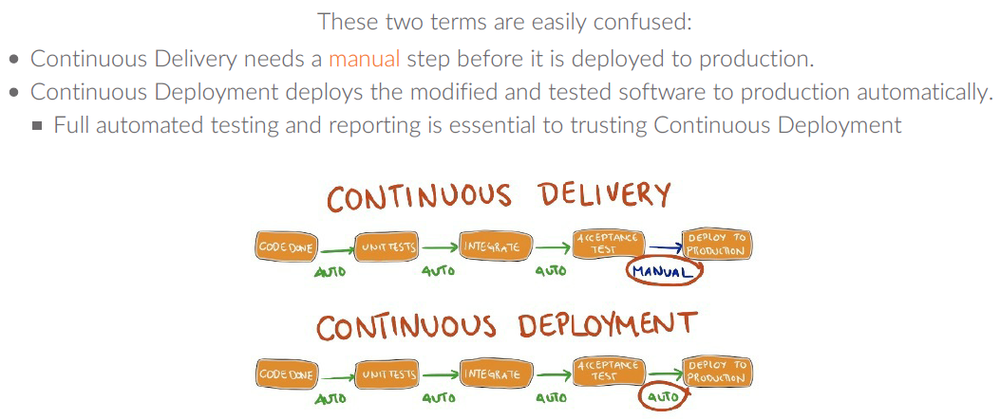 These two terms are easily confused:
Continuous Delivery needs a manual step before it is deployed to production.
Continuous Deployment deploys the modified and tested software to production automatically.
Full automated testing and reporting is essential to trusting Continuous Deployment
CONTINUOUS DELIVERY
CODE DONE
UNIT TESTS
INTEGRATE
ACCEPTANCE
TEST
DEPLOY TO
PRODUCTION
AUTO
AUTO
AUTO
MANUAL
CONTINUOUS DEPLOYMENT
CODE DONE
UNIT TESTS
INTEGRATE
ACCEPTANCE
TEST
DEPLOY TO
PRODUCTION
AUTO
AUTO
AUTO
AUTO